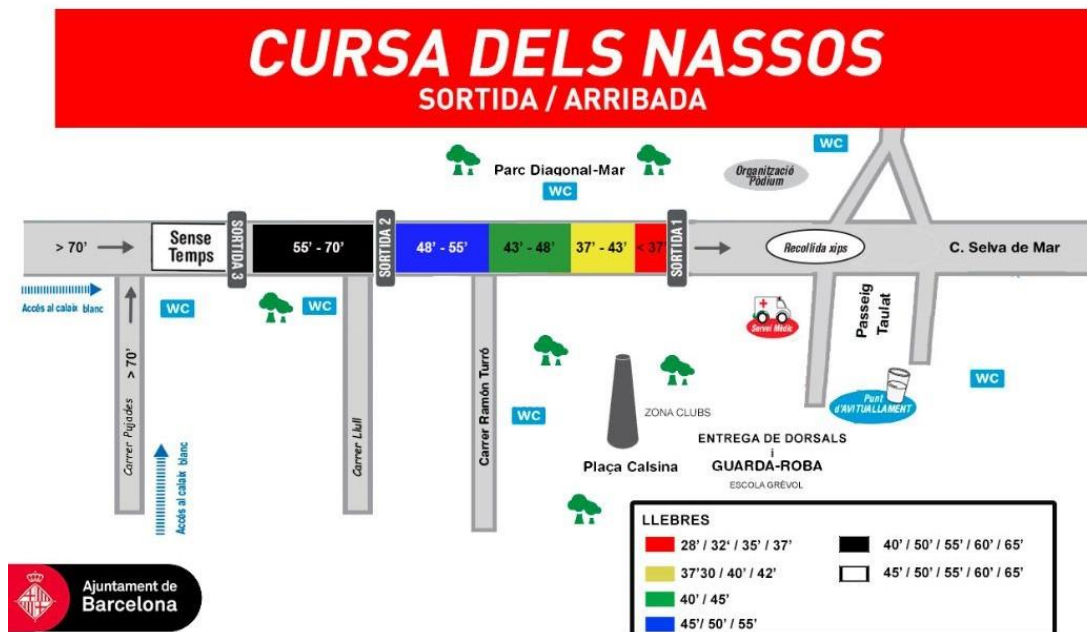 CURSA DELS NASSOS
SORTIDA / ARRIBADA
WC
Parc Diagonal-Mar
WC
Organització
Pòdium
> 70'
Sense
Temps
SORTIDA 3
55' - 70'
SORTIDA 2
48' - 55'
43' - 48'
37' - 43'
< 37'
SORTIDA 1
Recollida xips
C. Selva de Mar
Accés al calaix blanc
WC
WC
Servei Mèdic
Passeig
Taulat
WC
Punt
d'AVITUALLAMENT
Carrer Pujades
> 70'
Accés al calaix blanc
Carrer Llull
Carrer Ramón Turró
WC
ZONA CLUBS
Plaça Calsina
ENTREGA DE DORSALS
i
GUARDA-ROBA
ESCOLA GRÈVOL
LLEBRES
28' / 32' / 35' / 37'
37'30 / 40' / 42'
40' / 45'
45'/ 50' / 55'
40' / 50' / 55' / 60' / 65'
45' / 50' / 55' / 60' / 65'
Ajuntament de
Barcelona